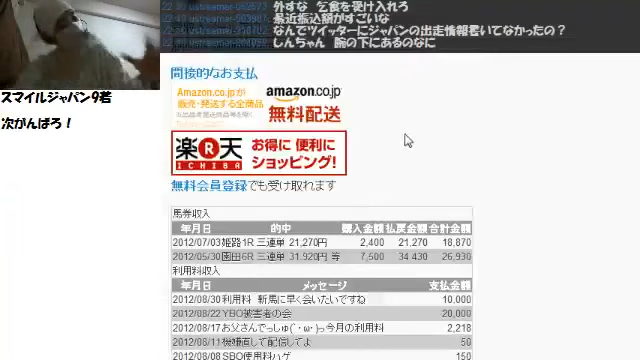 外すな 乞食を受け入れろ
最近振込額がすごいな
なんでツイッターにジャパンの出走情報書いてなかったの？
しんちゃん 腕の下にあるのなに
スマイルジャパン9着
次がんばろ！
間接的なお支払
Amazon.co.jpが
販売・発送する全商品
amazon.co.jp
無料配送
楽天
ICHIBA
お得に 便利に
ショッピング!
無料会員登録でも受け取れます
馬券収入
年月日 的中 購入金額 払戻金額 合計金額
2012/07/03 姫路1R 三連単 21,270円 2,400 21,270 18,870
2012/05/30 園田6R 三連単 31,920円 等 7,500 34,430 26,930
利用料収入
年月日 メッセージ 支払金額
2012/08/30 利用料 新馬に早く会いたいですね 10,000
2012/08/22 YBO被害者の会 20,000
2012/08/17 お父さんでっしゅ(´・ω・)っ今月の利用料 2,218
2012/08/11 機嫌直して配信してよ 50
2012/08/08 SBO使用料ハゲ 150